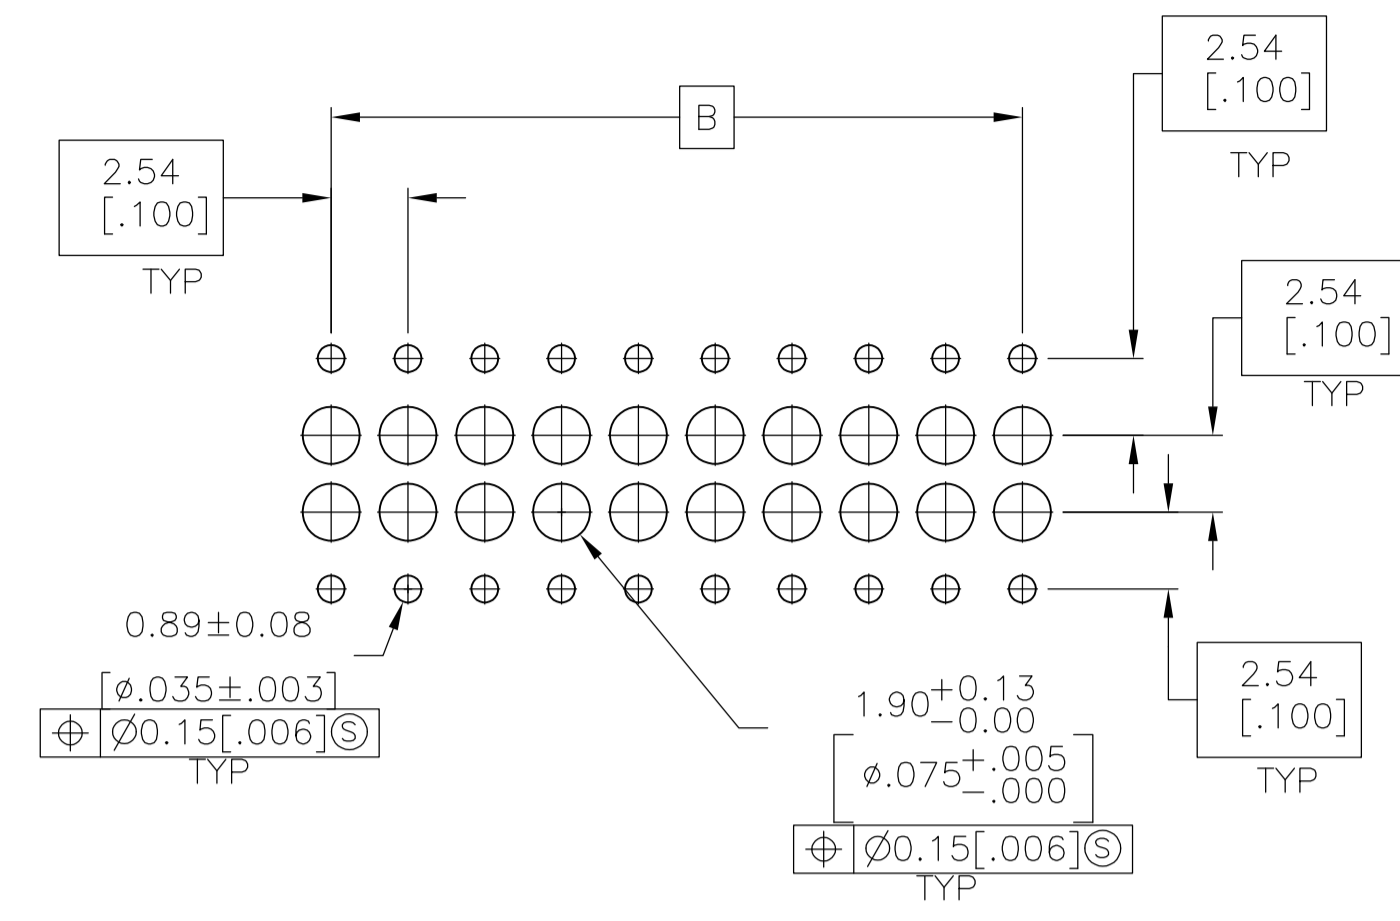 2.54
[.100]
TYP
B
2.54
[.100]
TYP
2.54
[.100]
TYP
0.89±0.08
[ø.035±.003]
⌖ Ø0.15[.006]Ⓢ
TYP
1.90+0.13
−0.00
[ø.075+.005
−.000]
⌖ Ø0.15[.006]Ⓢ
TYP
2.54
[.100]
TYP